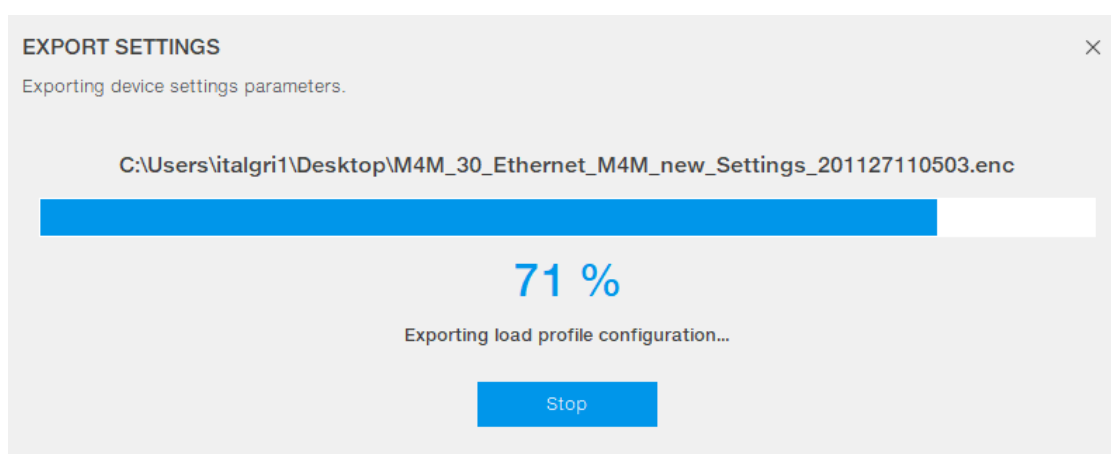 EXPORT SETTINGS
Exporting device settings parameters.
C:\Users\italgri1\Desktop\M4M_30_Ethernet_M4M_new_Settings_201127110503.enc
71 %
Exporting load profile configuration...
Stop